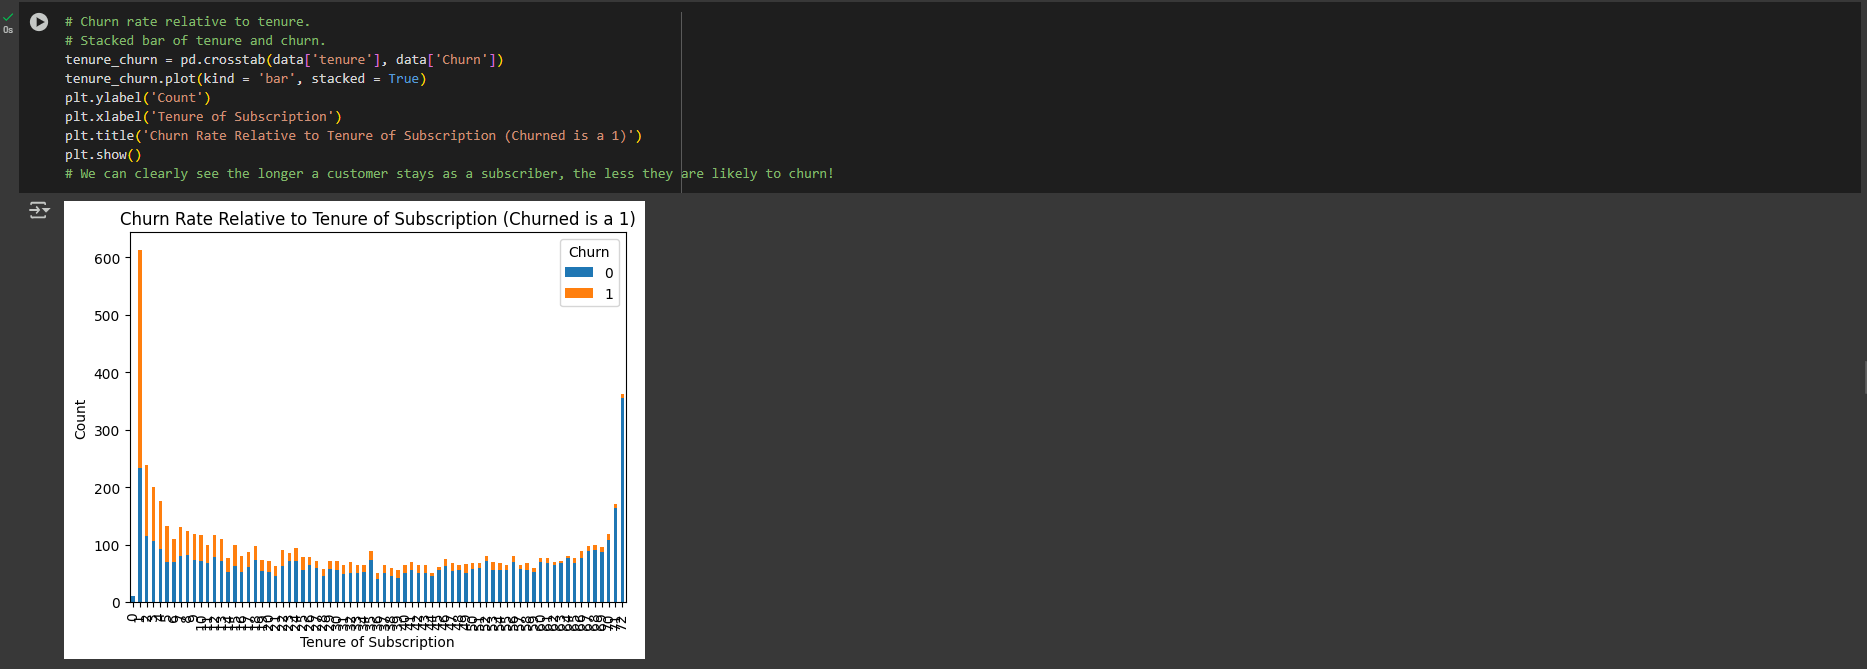 # Churn rate relative to tenure.
# Stacked bar of tenure and churn.
tenure_churn = pd.crosstab(data['tenure'], data['Churn'])
tenure_churn.plot(kind = 'bar', stacked = True)
plt.ylabel('Count')
plt.xlabel('Tenure of Subscription')
plt.title('Churn Rate Relative to Tenure of Subscription (Churned is a 1)')
plt.show()
# We can clearly see the longer a customer stays as a subscriber, the less they are likely to churn!
0s
Churn Rate Relative to Tenure of Subscription (Churned is a 1)
Churn
0
1
600
500
400
300
200
100
0
Count
Tenure of Subscription